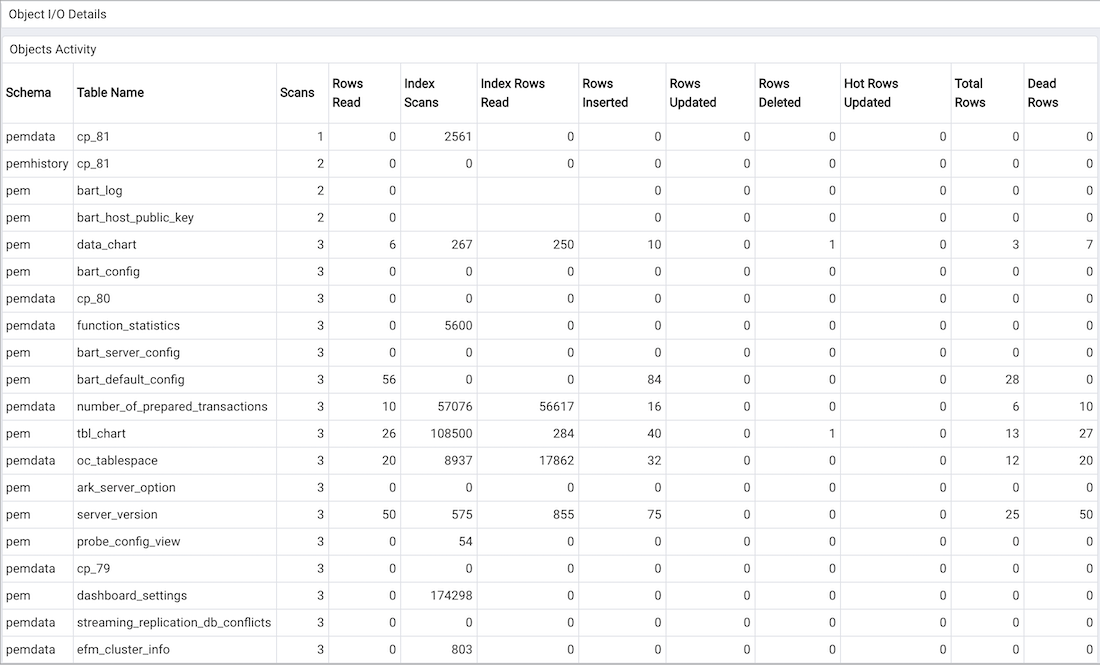 Object I/O Details
Objects Activity
Schema Table Name Scans Rows Read Index Scans Index Rows Read Rows Inserted Rows Updated Rows Deleted Hot Rows Updated Total Rows Dead Rows
pemdata cp_81 1 0 2561 0 0 0 0 0 0 0
pemhistory cp_81 2 0 0 0 0 0 0 0 0 0
pem bart_log 2 0 0 0 0 0 0 0
pem bart_host_public_key 2 0 0 0 0 0 0 0
pem data_chart 3 6 267 250 10 0 1 0 3 7
pem bart_config 3 0 0 0 0 0 0 0 0 0
pemdata cp_80 3 0 0 0 0 0 0 0 0 0
pemdata function_statistics 3 0 5600 0 0 0 0 0 0 0
pem bart_server_config 3 0 0 0 0 0 0 0 0 0
pem bart_default_config 3 56 0 0 84 0 0 0 28 0
pemdata number_of_prepared_transactions 3 10 57076 56617 16 0 0 0 6 10
pem tbl_chart 3 26 108500 284 40 0 1 0 13 27
pemdata oc_tablespace 3 20 8937 17862 32 0 0 0 12 20
pem ark_server_option 3 0 0 0 0 0 0 0 0 0
pem server_version 3 50 575 855 75 0 0 0 25 50
pem probe_config_view 3 0 54 0 0 0 0 0 0 0
pemdata cp_79 3 0 0 0 0 0 0 0 0 0
pem dashboard_settings 3 0 174298 0 0 0 0 0 0 0
pemdata streaming_replication_db_conflicts 3 0 0 0 0 0 0 0 0 0
pemdata efm_cluster_info 3 0 803 0 0 0 0 0 0 0